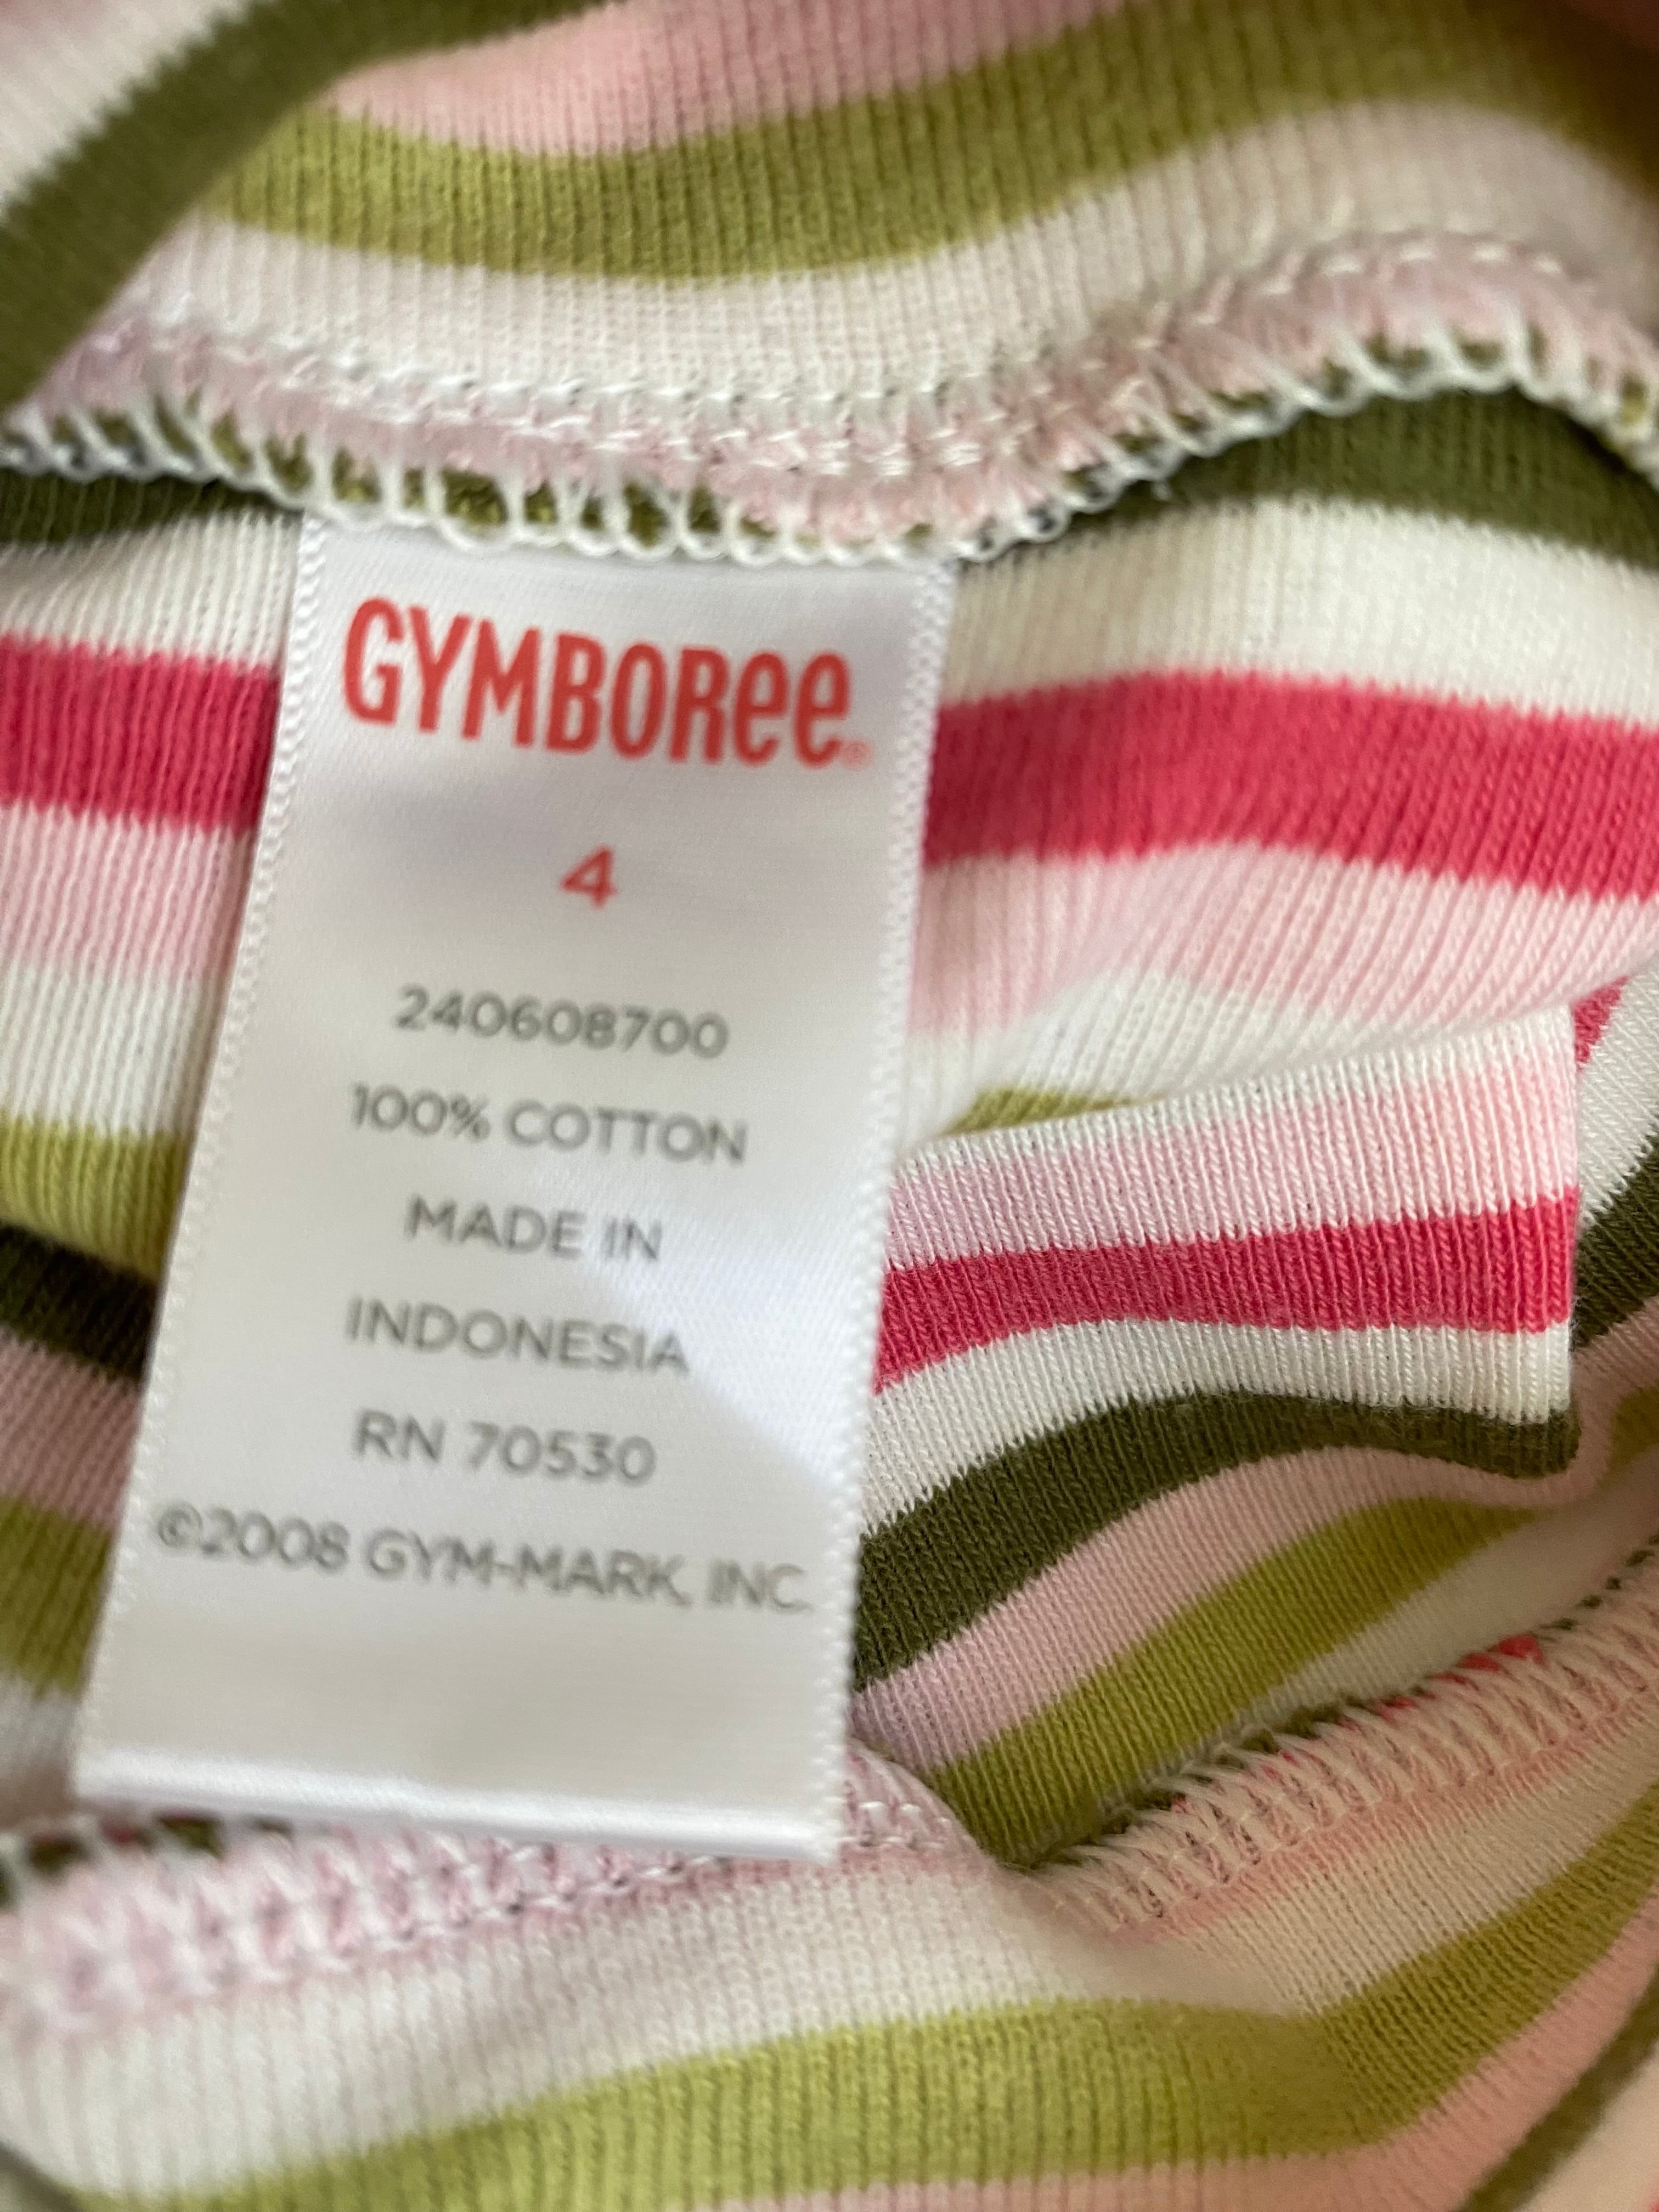 GYMBOREE®
4
240608700
100% COTTON
MADE IN
INDONESIA
RN 70530
©2008 GYM-MARK, INC.